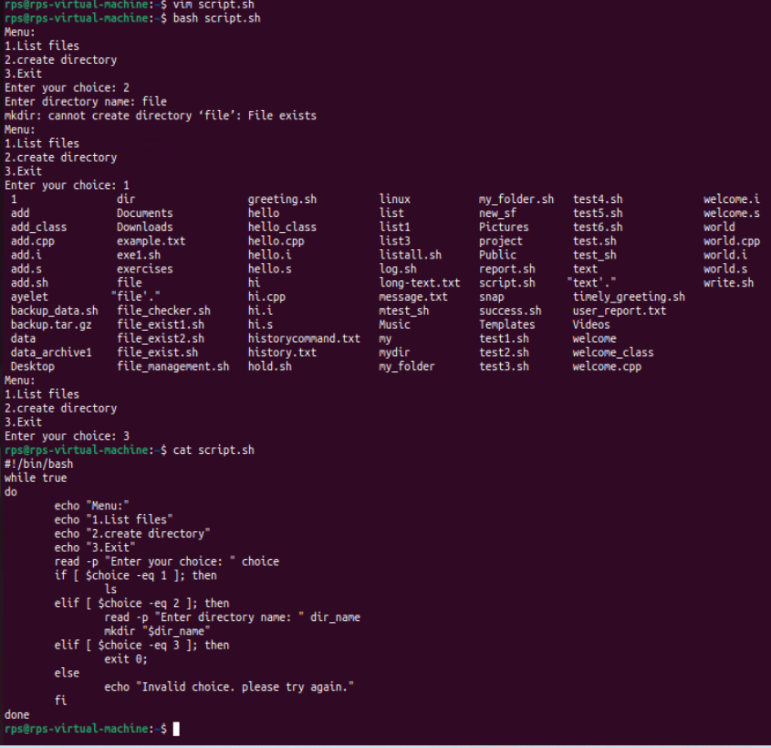 rps@rps-virtual-machine:~$ vim script.sh
rps@rps-virtual-machine:~$ bash script.sh
Menu:
1.List files
2.create directory
3.Exit
Enter your choice: 2
Enter directory name: file
mkdir: cannot create directory ‘file’: File exists
Menu:
1.List files
2.create directory
3.Exit
Enter your choice: 1
1 dir greeting.sh linux my_folder.sh test4.sh welcome.i
add Documents hello list new_sf test5.sh welcome.s
add_class Downloads hello_class list1 Pictures test6.sh world
add.cpp example.txt hello.cpp list3 project test.sh world.cpp
add.i exe1.sh hello.i listall.sh Public test_sh world.i
add.s exercises hello.s log.sh report.sh text world.s
add.sh file hi long-text.txt script.sh "text'." write.sh
ayelet "file'." hi.cpp message.txt snap timely_greeting.sh
backup_data.sh file_checker.sh hi.i mtest_sh success.sh user_report.txt
backup.tar.gz file_exist1.sh hi.s Music Templates Videos
data file_exist2.sh historycommand.txt my test1.sh welcome
data_archive1 file_exist.sh history.txt mydir test2.sh welcome_class
Desktop file_management.sh hold.sh my_folder test3.sh welcome.cpp
Menu:
1.List files
2.create directory
3.Exit
Enter your choice: 3
rps@rps-virtual-machine:~$ cat script.sh
#!/bin/bash
while true
do
echo "Menu:"
echo "1.List files"
echo "2.create directory"
echo "3.Exit"
read -p "Enter your choice: " choice
if [ $choice -eq 1 ]; then
ls
elif [ $choice -eq 2 ]; then
read -p "Enter directory name: " dir_name
mkdir "$dir_name"
elif [ $choice -eq 3 ]; then
exit 0;
else
echo "Invalid choice. please try again."
fi
done
rps@rps-virtual-machine:~$